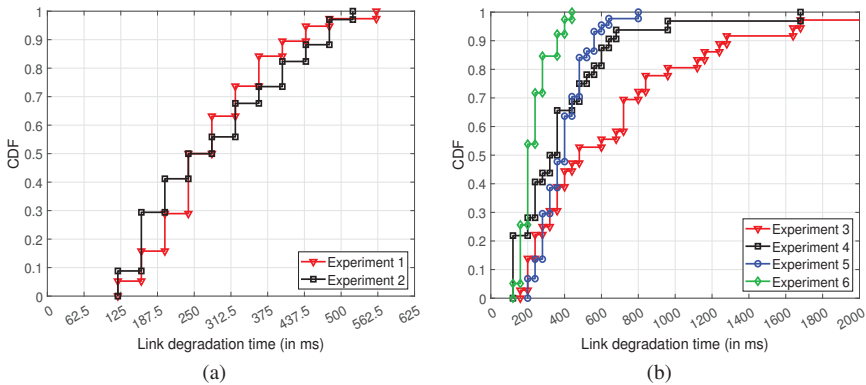 (a)
1
0.9
0.8
0.7
0.6
0.5
0.4
0.3
0.2
0.1
0
CDF
0 62.5 125 187.5 250 312.5 375 437.5 500 562.5 625
Link degradation time (in ms)
Experiment 1
Experiment 2
(a)
(b)
1
0.9
0.8
0.7
0.6
0.5
0.4
0.3
0.2
0.1
0
CDF
0 200 400 600 800 1000 1200 1400 1600 1800 2000
Link degradation time (in ms)
Experiment 3
Experiment 4
Experiment 5
Experiment 6
(b)